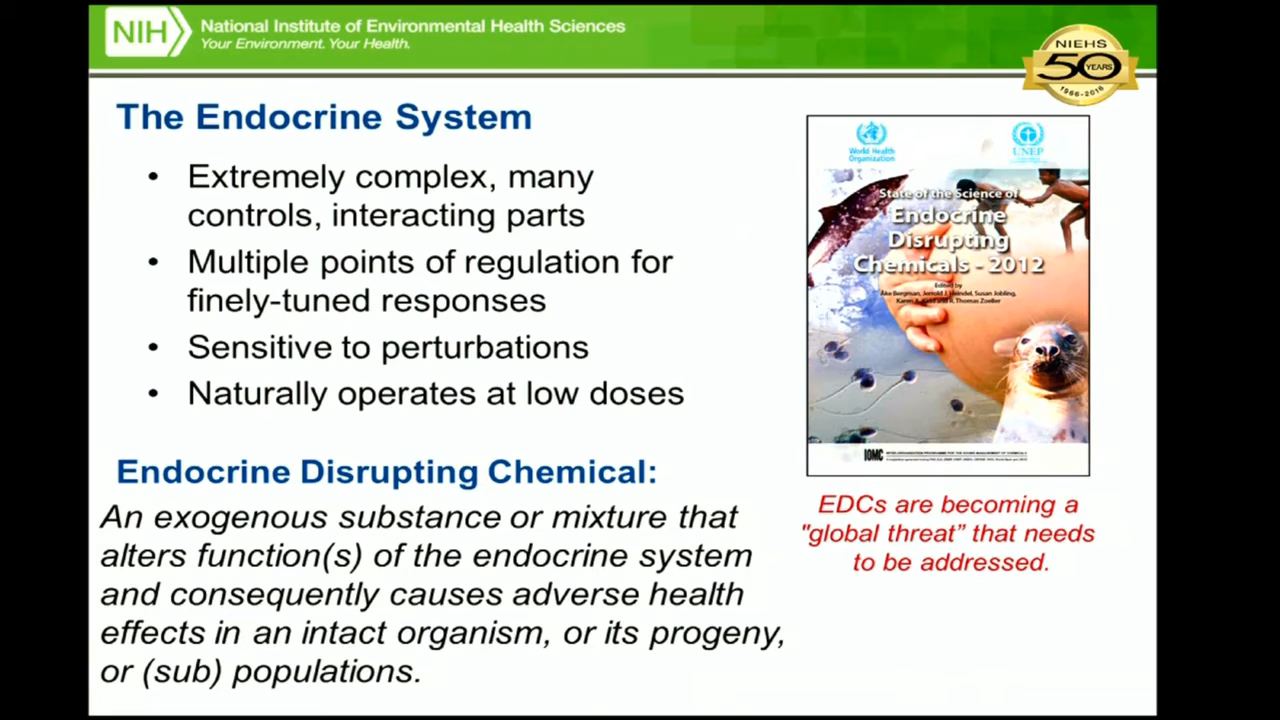 NIH
National Institute of Environmental Health Sciences
Your Environment. Your Health.
NIEHS
50
YEARS
1966-2016
The Endocrine System
• Extremely complex, many
controls, interacting parts
• Multiple points of regulation for
finely-tuned responses
• Sensitive to perturbations
• Naturally operates at low doses
Endocrine Disrupting Chemical:
An exogenous substance or mixture that
alters function(s) of the endocrine system
and consequently causes adverse health
effects in an intact organism, or its progeny,
or (sub) populations.
World Health
Organization
UNEP
State of the Science of
Endocrine
Disrupting
Chemicals - 2012
Edited by
Åke Bergman, Jerrold J. Heindel, Susan Jobling,
Karen A. Kidd and R. Thomas Zoeller
IOMC
EDCs are becoming a
"global threat” that needs
to be addressed.